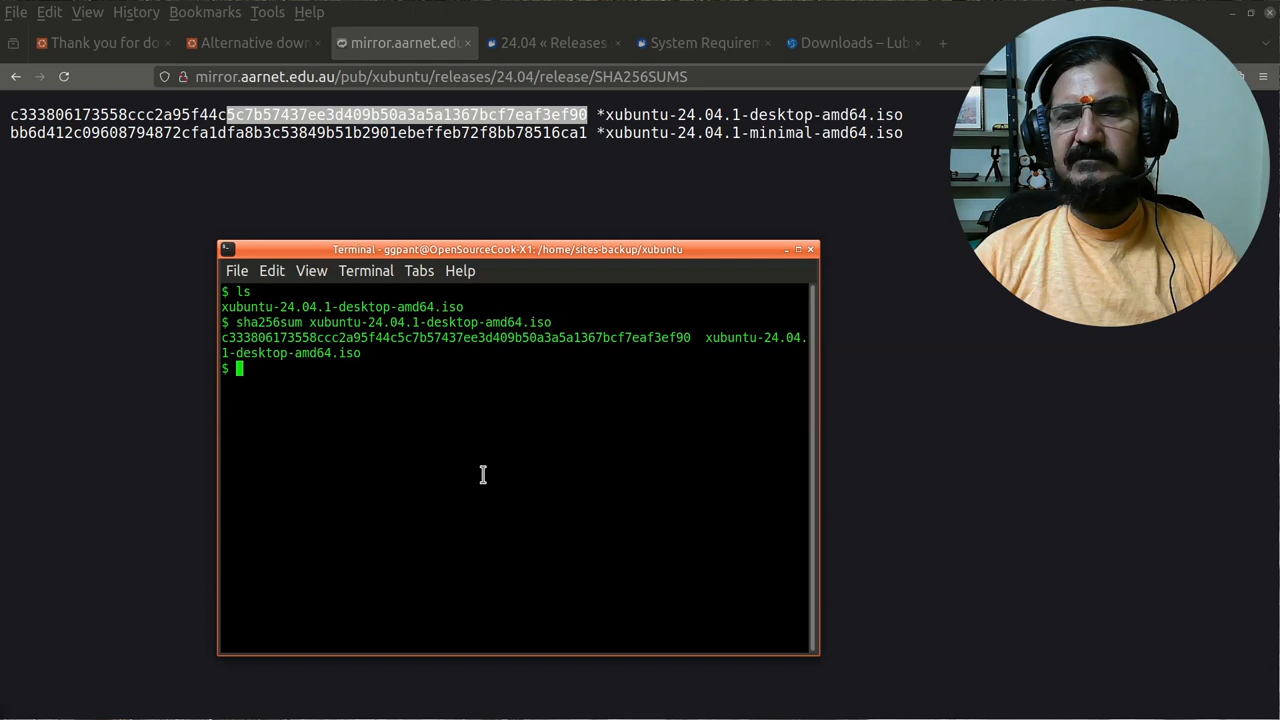 File Edit View History Bookmarks Tools Help
Thank you for do
Alternative down
mirror.aarnet.edu.
24.04 « Releases
System Requirem
Downloads – Lub
mirror.aarnet.edu.au/pub/xubuntu/releases/24.04/release/SHA256SUMS
c333806173558ccc2a95f44c5c7b57437ee3d409b50a3a5a1367bcf7eaf3ef90 *xubuntu-24.04.1-desktop-amd64.iso
bb6d412c09608794872cfa1dfa8b3c53849b51b2901ebeffeb72f8bb78516ca1 *xubuntu-24.04.1-minimal-amd64.iso
Terminal - ggpant@OpenSourceCook-X1: /home/sites-backup/xubuntu
File Edit View Terminal Tabs Help
$ ls
xubuntu-24.04.1-desktop-amd64.iso
$ sha256sum xubuntu-24.04.1-desktop-amd64.iso
c333806173558ccc2a95f44c5c7b57437ee3d409b50a3a5a1367bcf7eaf3ef90  xubuntu-24.04.
1-desktop-amd64.iso
$